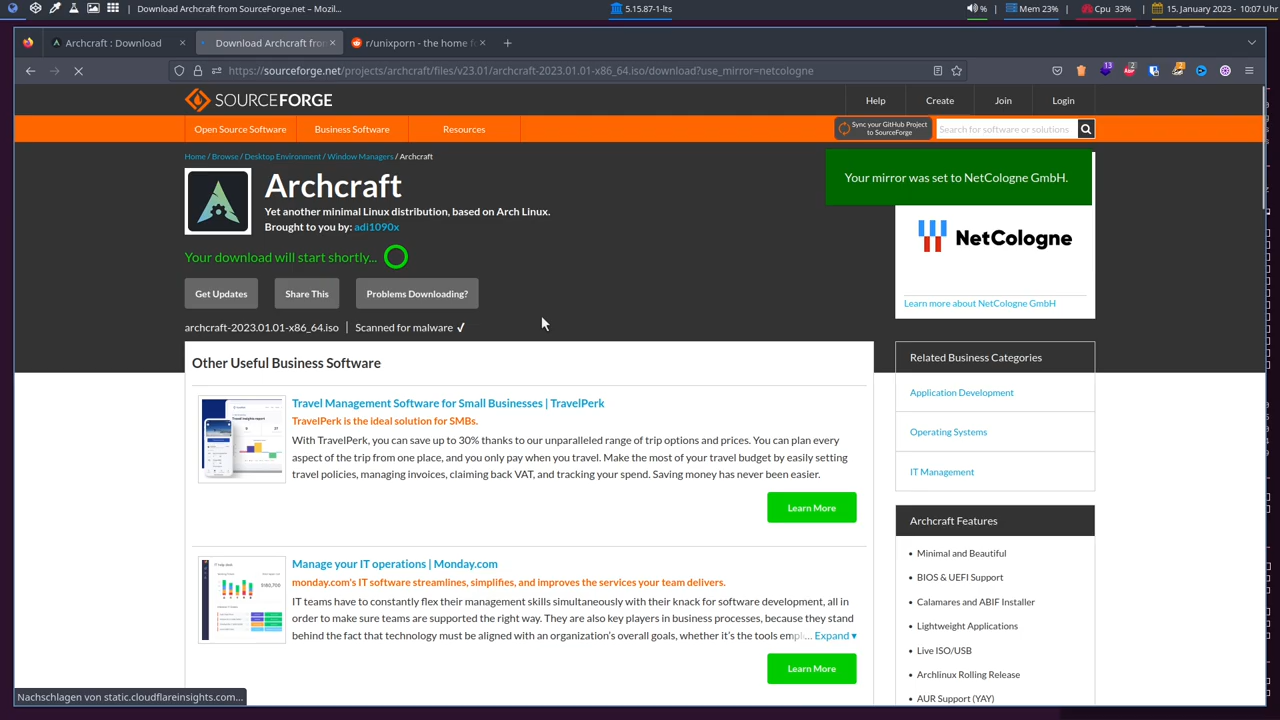 Download Archcraft from SourceForge.net – Mozil...
5.15.87-1-lts
%
Mem 23%
Cpu 33%
15. January 2023 - 10:07 Uhr
Archcraft : Download
Download Archcraft fro
r/unixporn - the home f
https://sourceforge.net/projects/archcraft/files/v23.01/archcraft-2023.01.01-x86_64.iso/download?use_mirror=netcologne
13
2
2
SOURCEFORGE
Help
Create
Join
Login
Open Source Software
Business Software
Resources
Sync your GitHub Project
to SourceForge
Search for software or solutions
Home / Browse / Desktop Environment / Window Managers / Archcraft
Archcraft
Yet another minimal Linux distribution, based on Arch Linux.
Brought to you by: adi1090x
Your mirror was set to NetCologne GmbH.
NetCologne
Learn more about NetCologne GmbH
Your download will start shortly...
Get Updates
Share This
Problems Downloading?
archcraft-2023.01.01-x86_64.iso
Scanned for malware ✓
Other Useful Business Software
Travel Management Software for Small Businesses | TravelPerk
TravelPerk is the ideal solution for SMBs.
With TravelPerk, you can save up to 30% thanks to our unparalleled range of trip options and prices. You can plan every
aspect of the trip from one place, and you only pay when you travel. Make the most of your travel budget by easily setting
travel policies, managing invoices, claiming back VAT, and tracking your spend. Saving money has never been easier.
Learn More
Manage your IT operations | Monday.com
monday.com's IT software streamlines, simplifies, and improves the services your team delivers.
IT teams have to constantly flex their management skills simultaneously with their knack for software development, all in
order to make sure teams are supported the right way. They are also key players in business processes, because they stand
behind the fact that technology must be aligned with an organization's overall goals, whether it's the tools empl... Expand ▾
Learn More
Related Business Categories
Application Development
Operating Systems
IT Management
Archcraft Features
• Minimal and Beautiful
• BIOS & UEFI Support
• Calamares and ABIF Installer
• Lightweight Applications
• Live ISO/USB
• Archlinux Rolling Release
• AUR Support (YAY)
Nachschlagen von static.cloudflareinsights.com...